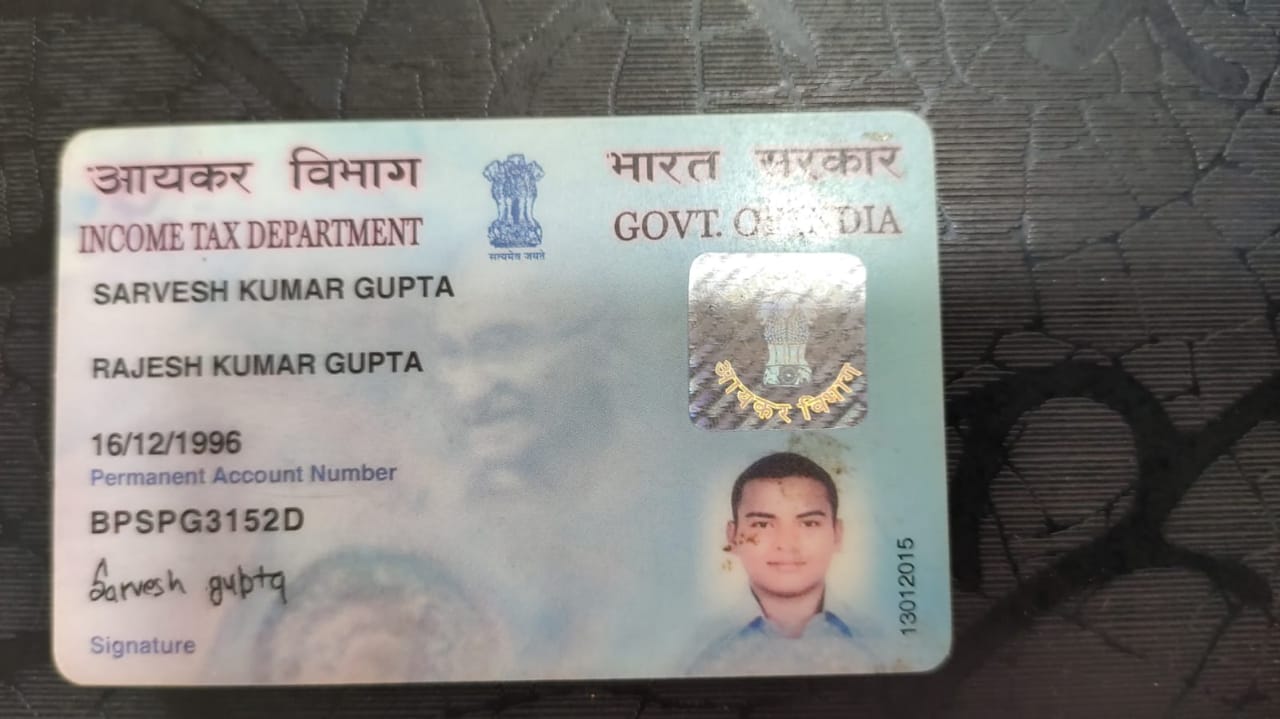 आयकर विभाग
INCOME TAX DEPARTMENT
सत्यमेव जयते
भारत सरकार
GOVT. OF INDIA
SARVESH KUMAR GUPTA
RAJESH KUMAR GUPTA
16/12/1996
Permanent Account Number
BPSPG3152D
Sarvesh gupta
Signature
आयकर विभाग
13012015